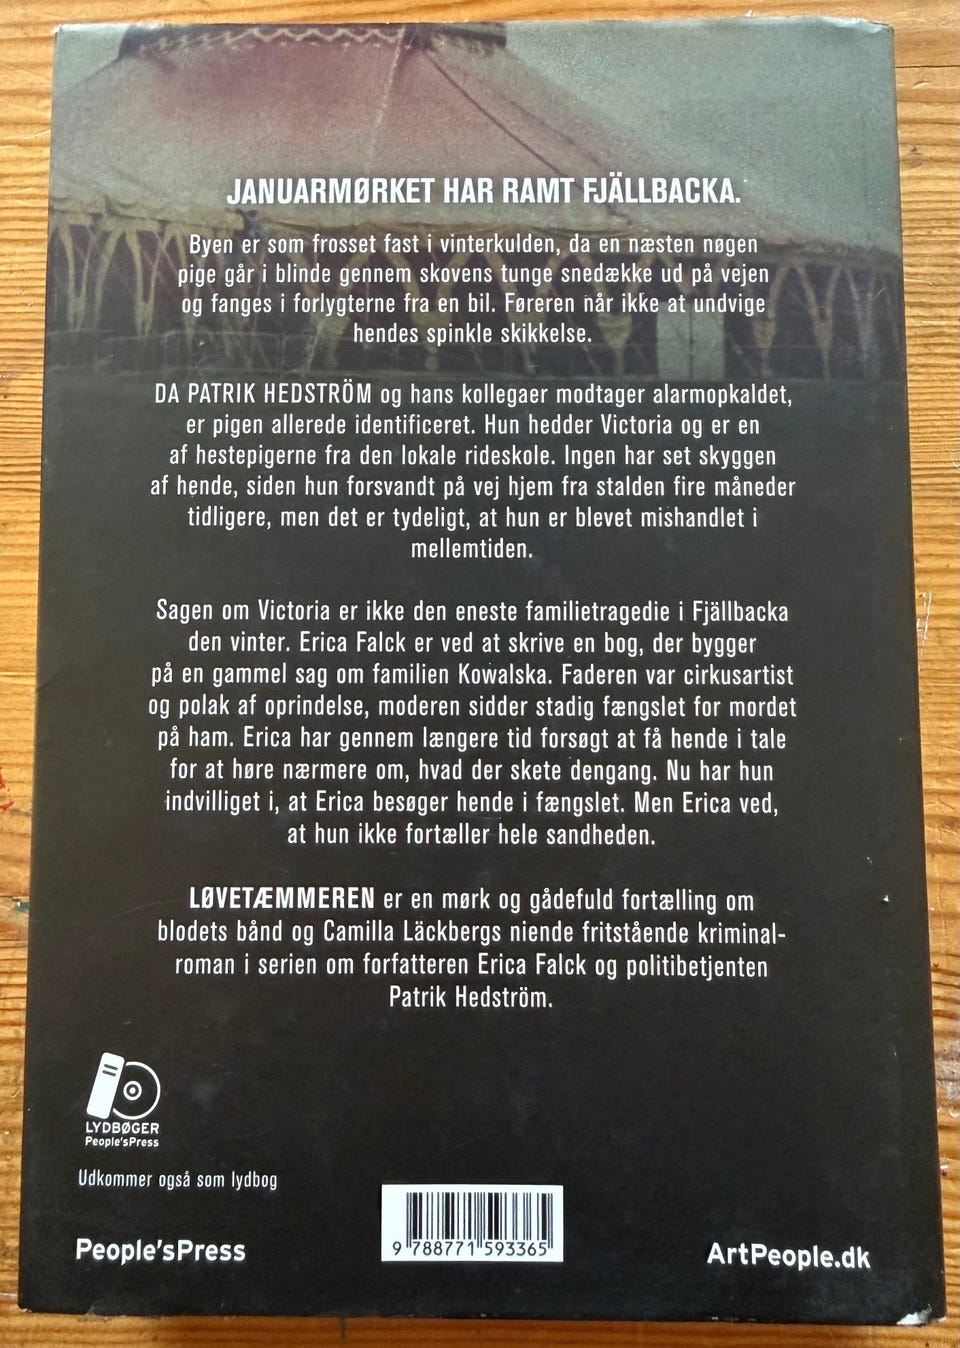 JANUARMØRKET HAR RAMT FJÄLLBACKA.
Byen er som frosset fast i vinterkulden, da en næsten nøgen
pige går i blinde gennem skovens tunge snedække ud på vejen
og fanges i forlygterne fra en bil. Føreren når ikke at undvige
hendes spinkle skikkelse.
DA PATRIK HEDSTRÖM og hans kollegaer modtager alarmopkaldet,
er pigen allerede identificeret. Hun hedder Victoria og er en
af hestepigerne fra den lokale rideskole. Ingen har set skyggen
af hende, siden hun forsvandt på vej hjem fra stalden fire måneder
tidligere, men det er tydeligt, at hun er blevet mishandlet i
mellemtiden.
Sagen om Victoria er ikke den eneste familietragedie i Fjällbacka
den vinter. Erica Falck er ved at skrive en bog, der bygger
på en gammel sag om familien Kowalska. Faderen var cirkusartist
og polak af oprindelse, moderen sidder stadig fængslet for mordet
på ham. Erica har gennem længere tid forsøgt at få hende i tale
for at høre nærmere om, hvad der skete dengang. Nu har hun
indvilliget i, at Erica besøger hende i fængslet. Men Erica ved,
at hun ikke fortæller hele sandheden.
LØVETÆMMEREN er en mørk og gådefuld fortælling om
blodets bånd og Camilla Läckbergs niende fritstående kriminal-
roman i serien om forfatteren Erica Falck og politibetjenten
Patrik Hedström.
LYDBØGER
People'sPress
Udkommer også som lydbog
People'sPress
9 788771 593365
ArtPeople.dk